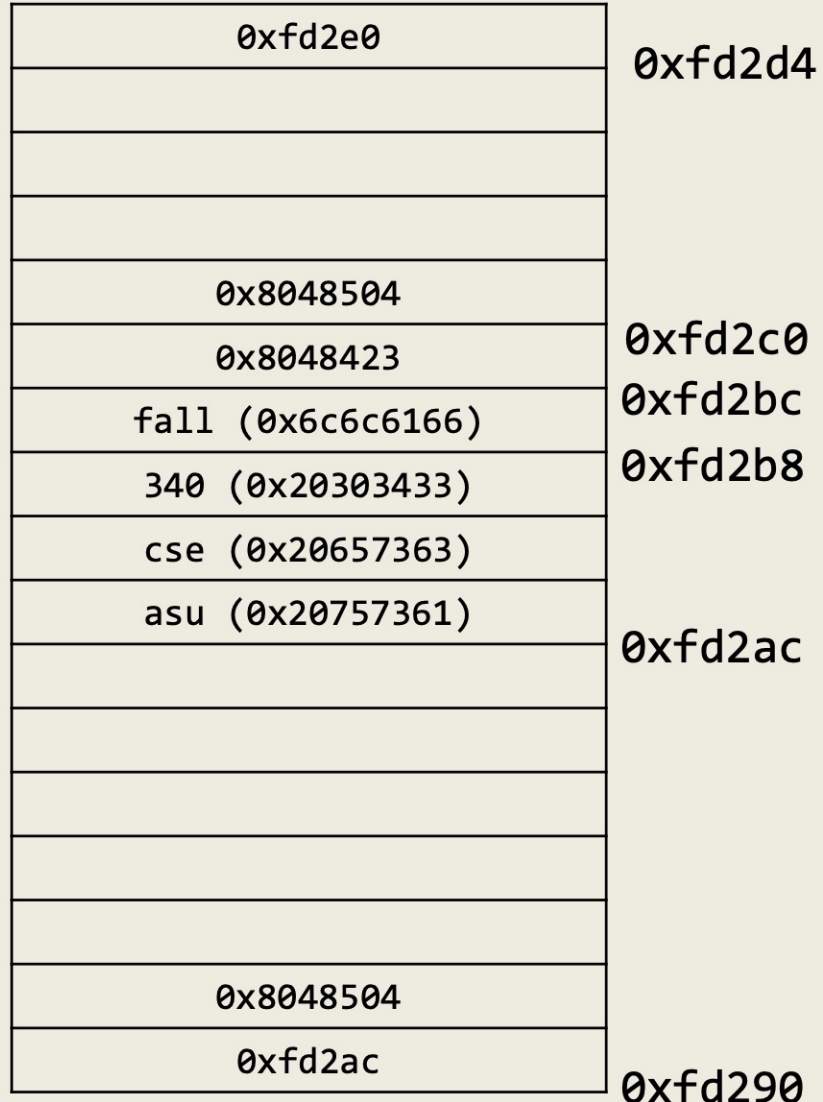 0xfd2e0
0xfd2d4
0x8048504
0xfd2c0
0x8048423
0xfd2bc
fall (0x6c6c6166)
0xfd2b8
340 (0x20303433)
cse (0x20657363)
asu (0x20757361)
0xfd2ac
0x8048504
0xfd2ac
0xfd290